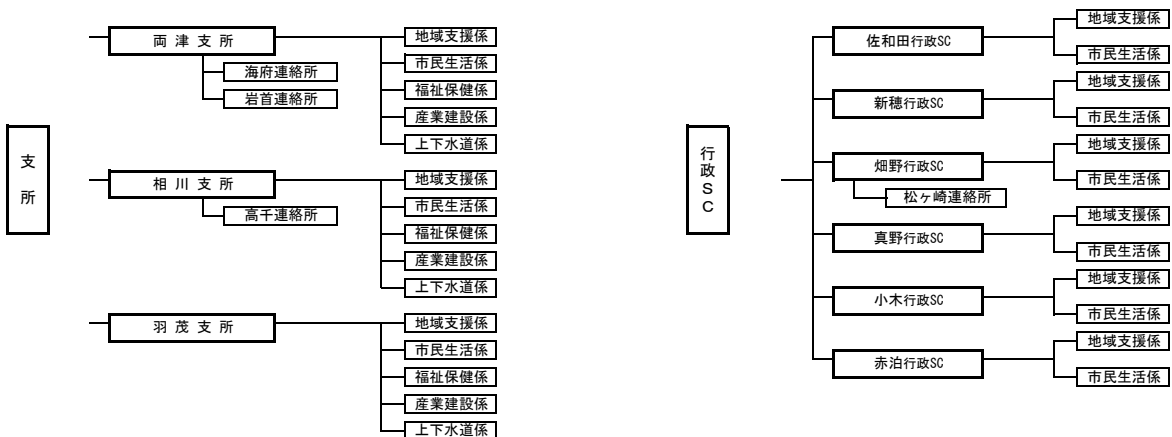 支所
両津支所
海府連絡所
岩首連絡所
地域支援係
市民生活係
福祉保健係
産業建設係
上下水道係
相川支所
高千連絡所
地域支援係
市民生活係
福祉保健係
産業建設係
上下水道係
羽茂支所
地域支援係
市民生活係
福祉保健係
産業建設係
上下水道係
行政SC
佐和田行政SC
地域支援係
市民生活係
新穂行政SC
地域支援係
市民生活係
畑野行政SC
松ヶ崎連絡所
地域支援係
市民生活係
真野行政SC
地域支援係
市民生活係
小木行政SC
地域支援係
市民生活係
赤泊行政SC
地域支援係
市民生活係